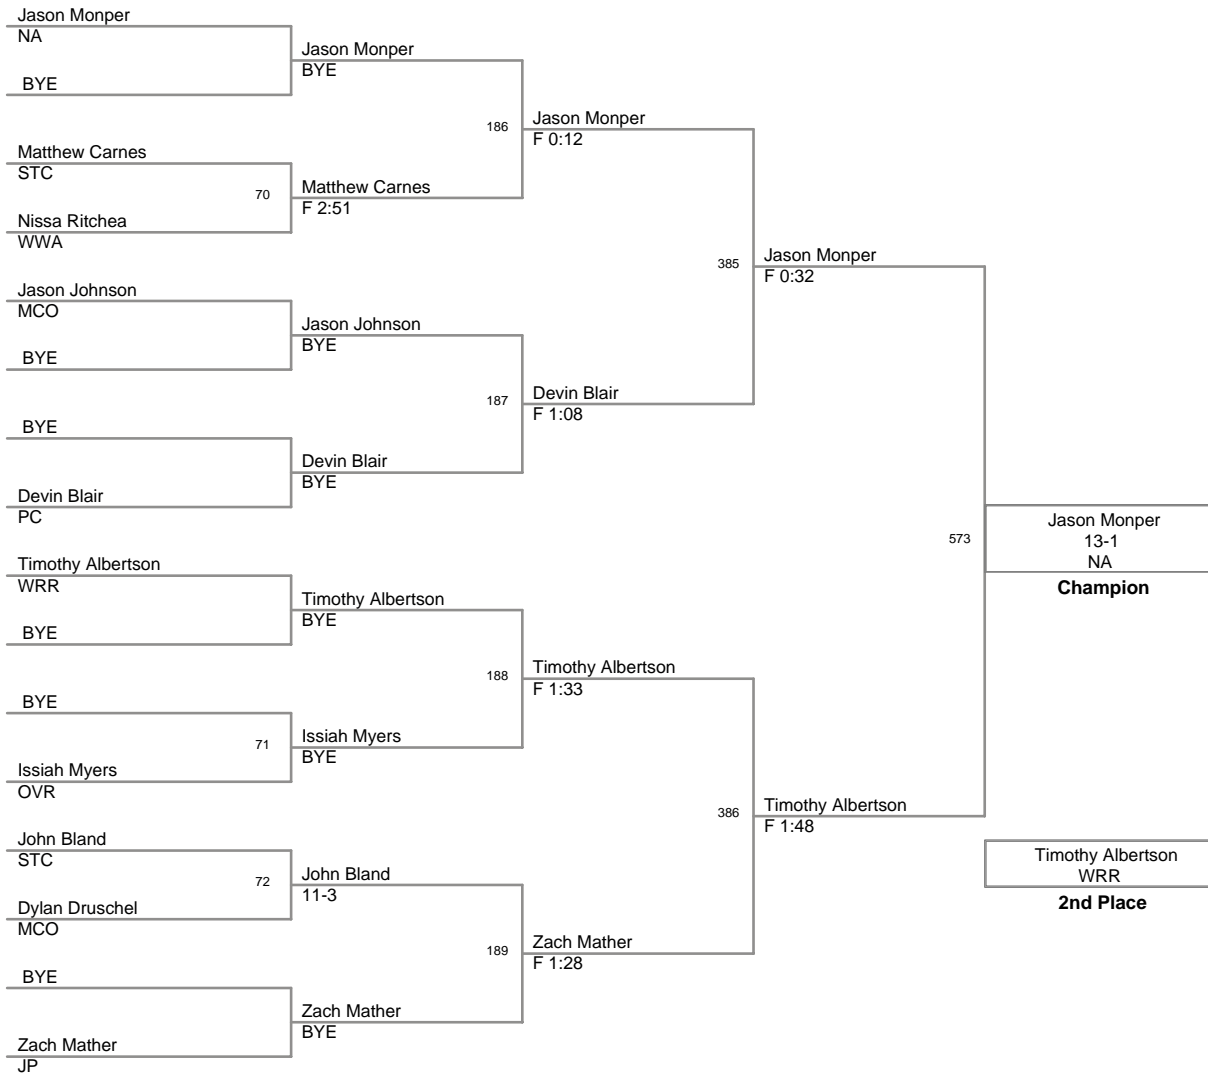 Jason Monper
NA
BYE
Matthew Carnes
STC
Nissa Ritchea
WWA
Jason Johnson
MCO
BYE
BYE
Devin Blair
PC
Timothy Albertson
WRR
BYE
BYE
Issiah Myers
OVR
John Bland
STC
Dylan Druschel
MCO
BYE
Zach Mather
JP
Jason Monper
BYE
70
Matthew Carnes
F 2:51
Jason Johnson
BYE
Devin Blair
BYE
Timothy Albertson
BYE
71
Issiah Myers
BYE
72
John Bland
11-3
Zach Mather
BYE
186
Jason Monper
F 0:12
187
Devin Blair
F 1:08
188
Timothy Albertson
F 1:33
189
Zach Mather
F 1:28
385
Jason Monper
F 0:32
386
Timothy Albertson
F 1:48
573
Jason Monper
13-1
NA
Champion
Timothy Albertson
WRR
2nd Place